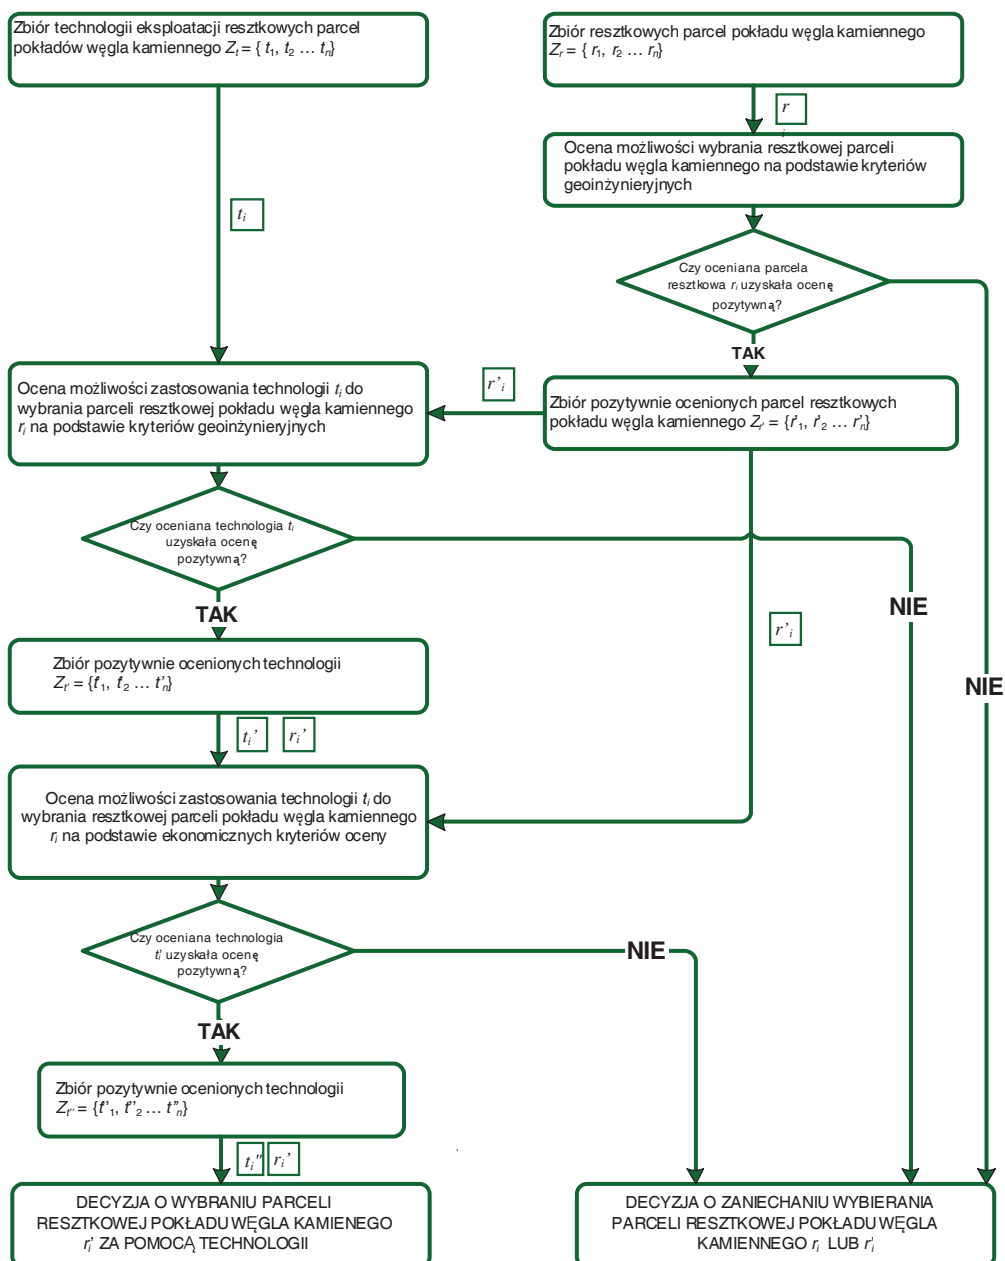 Zbiór technologii eksploatacji resztkowych parcel
pokładów węgla kamiennego Zt = { t1, t2 … tn}
Zbiór resztkowych parcel pokładu węgla kamiennego
Zr = { r1, r2 … rn}
r
i
Ocena możliwości wybrania resztkowej parceli
pokładu węgla kamiennego na podstawie kryteriów
geoinżynieryjnych
ti
Czy oceniana parcela
resztkowa ri uzyskała ocenę
pozytywną?
TAK
Ocena możliwości zastosowania technologii ti do
wybrania parceli resztkowej pokładu węgla kamiennego
ri na podstawie kryteriów geoinżynieryjnych
r’i
Zbiór pozytywnie ocenionych parcel resztkowych
pokładu węgla kamiennego Zr' = {r'1, r'2 … r'n}
Czy oceniana technologia ti
uzyskała ocenę
pozytywną?
TAK
NIE
r’i
Zbiór pozytywnie ocenionych technologii
Zt' = {t'1, t'2 … t'n}
NIE
ti’ ri’
Ocena możliwości zastosowania technologii ti do
wybrania resztkowej parceli pokładu węgla kamiennego
ri na podstawie ekonomicznych kryteriów oceny
Czy oceniana technologia
ti' uzyskała ocenę
pozytywną?
NIE
TAK
Zbiór pozytywnie ocenionych technologii
Zt'' = {t''1, t''2 … t''n}
ti" ri’
DECYZJA O WYBRANIU PARCELI
RESZTKOWEJ POKŁADU WĘGLA KAMIENEGO
ri’ ZA POMOCĄ TECHNOLOGII
DECYZJA O ZANIECHANIU WYBIERANIA
PARCELI RESZTKOWEJ POKŁADU WĘGLA
KAMIENNEGO ri LUB r'i